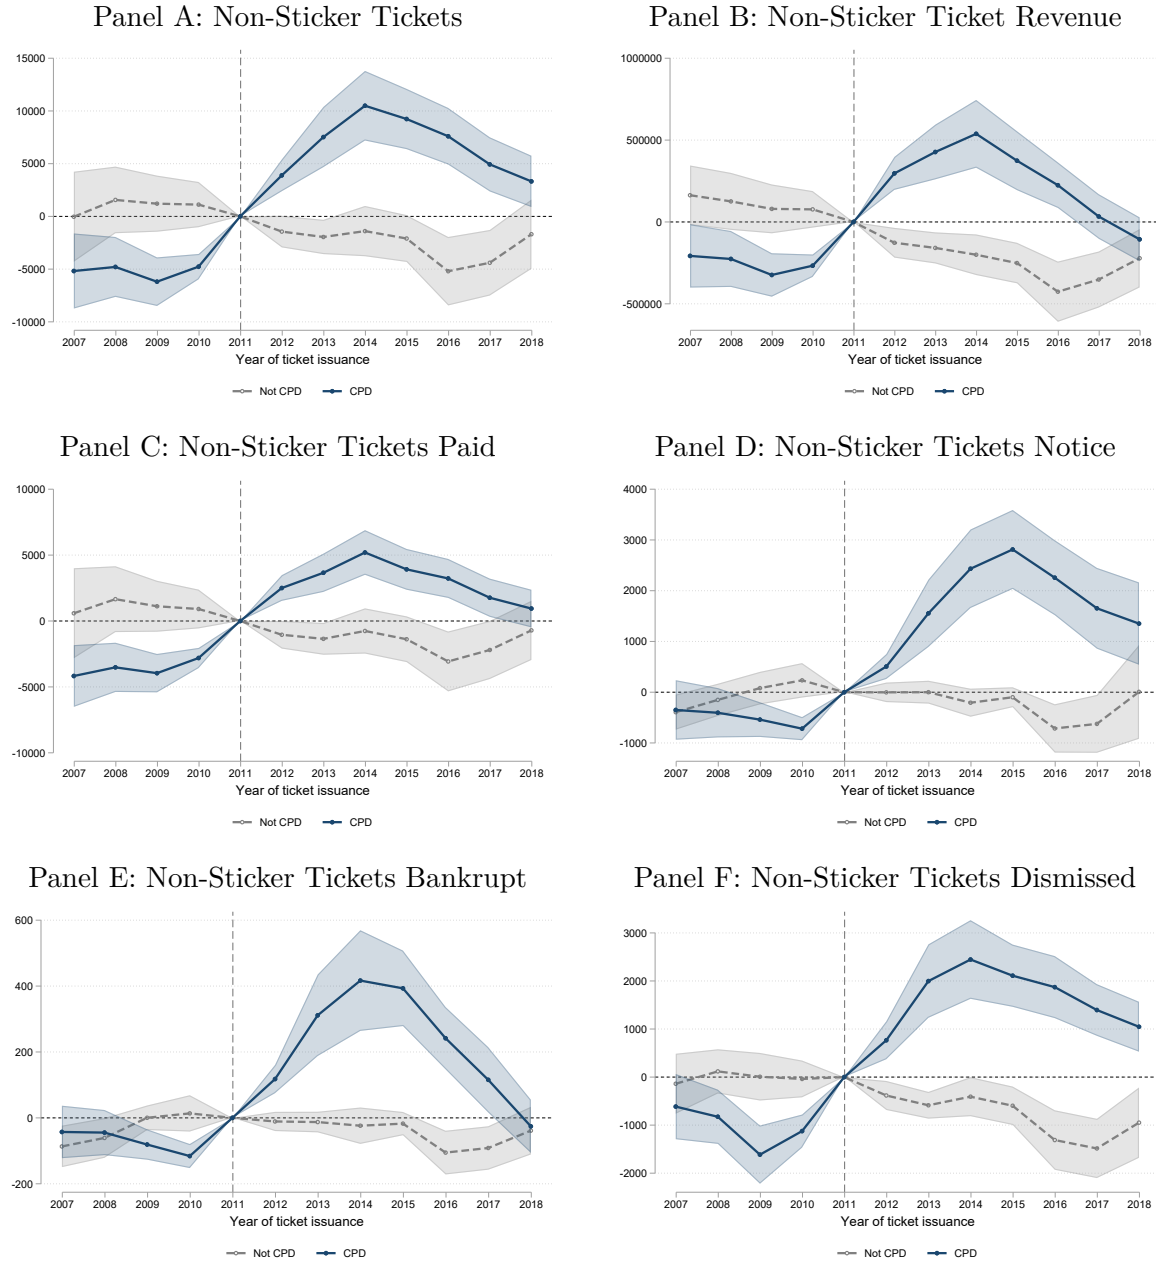 Panel A: Non-Sticker Tickets
15000
10000
5000
0
-5000
-10000
2007 2008 2009 2010 2011 2012 2013 2014 2015 2016 2017 2018
Year of ticket issuance
Not CPD CPD
Panel B: Non-Sticker Ticket Revenue
1000000
500000
0
-500000
2007 2008 2009 2010 2011 2012 2013 2014 2015 2016 2017 2018
Year of ticket issuance
Not CPD CPD
Panel C: Non-Sticker Tickets Paid
10000
5000
0
-5000
-10000
2007 2008 2009 2010 2011 2012 2013 2014 2015 2016 2017 2018
Year of ticket issuance
Not CPD CPD
Panel D: Non-Sticker Tickets Notice
4000
3000
2000
1000
0
-1000
2007 2008 2009 2010 2011 2012 2013 2014 2015 2016 2017 2018
Year of ticket issuance
Not CPD CPD
Panel E: Non-Sticker Tickets Bankrupt
600
400
200
0
-200
2007 2008 2009 2010 2011 2012 2013 2014 2015 2016 2017 2018
Year of ticket issuance
Not CPD CPD
Panel F: Non-Sticker Tickets Dismissed
3000
2000
1000
0
-1000
-2000
2007 2008 2009 2010 2011 2012 2013 2014 2015 2016 2017 2018
Year of ticket issuance
Not CPD CPD